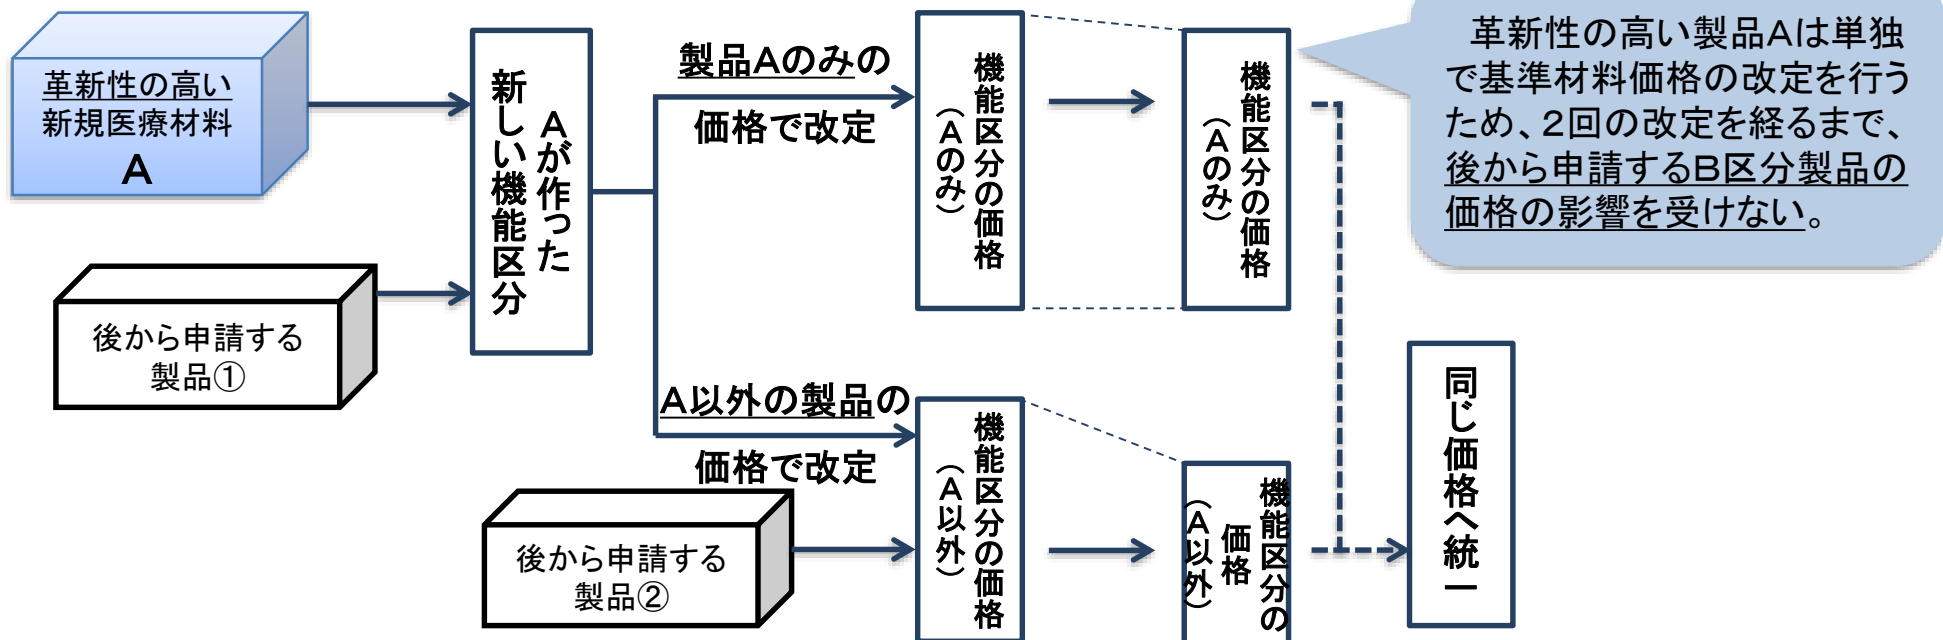 革新性の高い
新規医療材料
A
後から申請する
製品①
新しい機能区分
Aが作った
製品Aのみの
価格で改定
機能区分の価格
（Aのみ）
機能区分の価格
（Aのみ）
革新性の高い製品Aは単独
で基準材料価格の改定を行う
ため、2回の改定を経るまで、
後から申請するB区分製品の
価格の影響を受けない。
A以外の製品の
価格で改定
後から申請する
製品②
機能区分の価格
（A以外）
機能区分の
価格
（A以外）
同じ価格へ統一